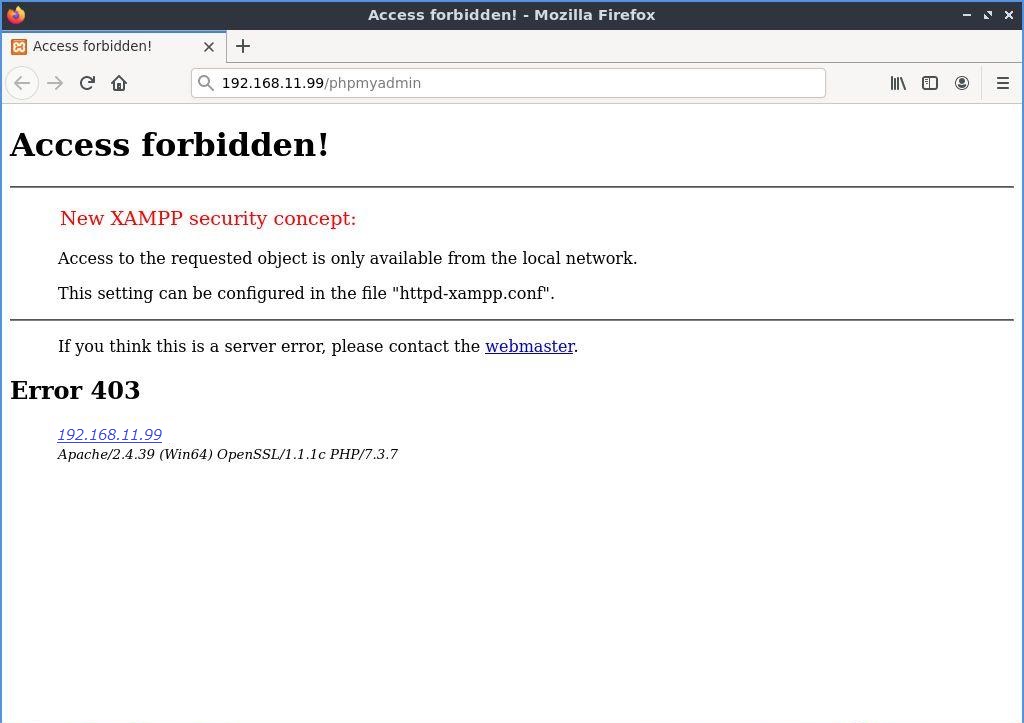 Access forbidden! - Mozilla Firefox
Access forbidden!
192.168.11.99/phpmyadmin
Access forbidden!
New XAMPP security concept:
Access to the requested object is only available from the local network.
This setting can be configured in the file "httpd-xampp.conf".
If you think this is a server error, please contact the webmaster.
Error 403
192.168.11.99
Apache/2.4.39 (Win64) OpenSSL/1.1.1c PHP/7.3.7